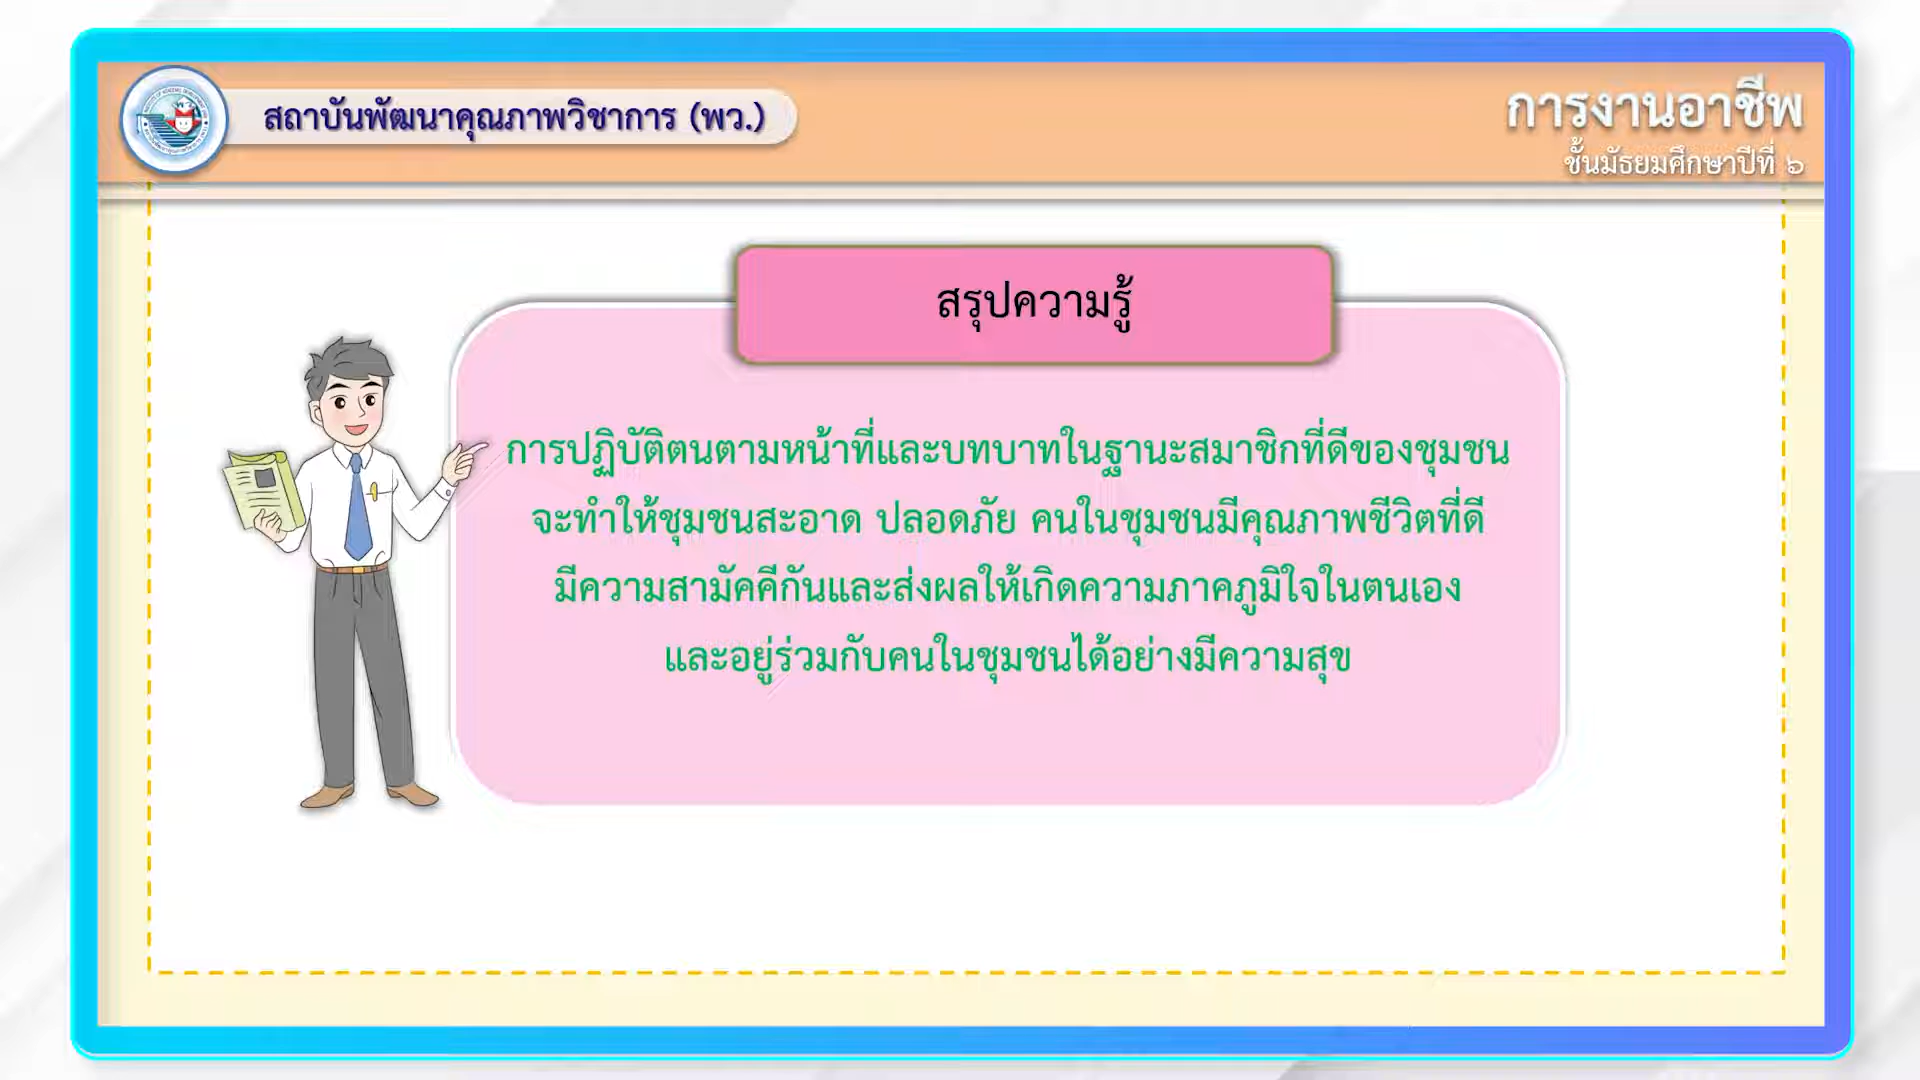 สถาบันพัฒนาคุณภาพวิชาการ (พว.)
การงานอาชีพ
ชั้นมัธยมศึกษาปีที่ ๖
สรุปความรู้
การปฏิบัติตนตามหน้าที่และบทบาทในฐานะสมาชิกที่ดีของชุมชน
จะทำให้ชุมชนสะอาด ปลอดภัย คนในชุมชนมีคุณภาพชีวิตที่ดี
มีความสามัคคีกันและส่งผลให้เกิดความภาคภูมิใจในตนเอง
และอยู่ร่วมกับคนในชุมชนได้อย่างมีความสุข